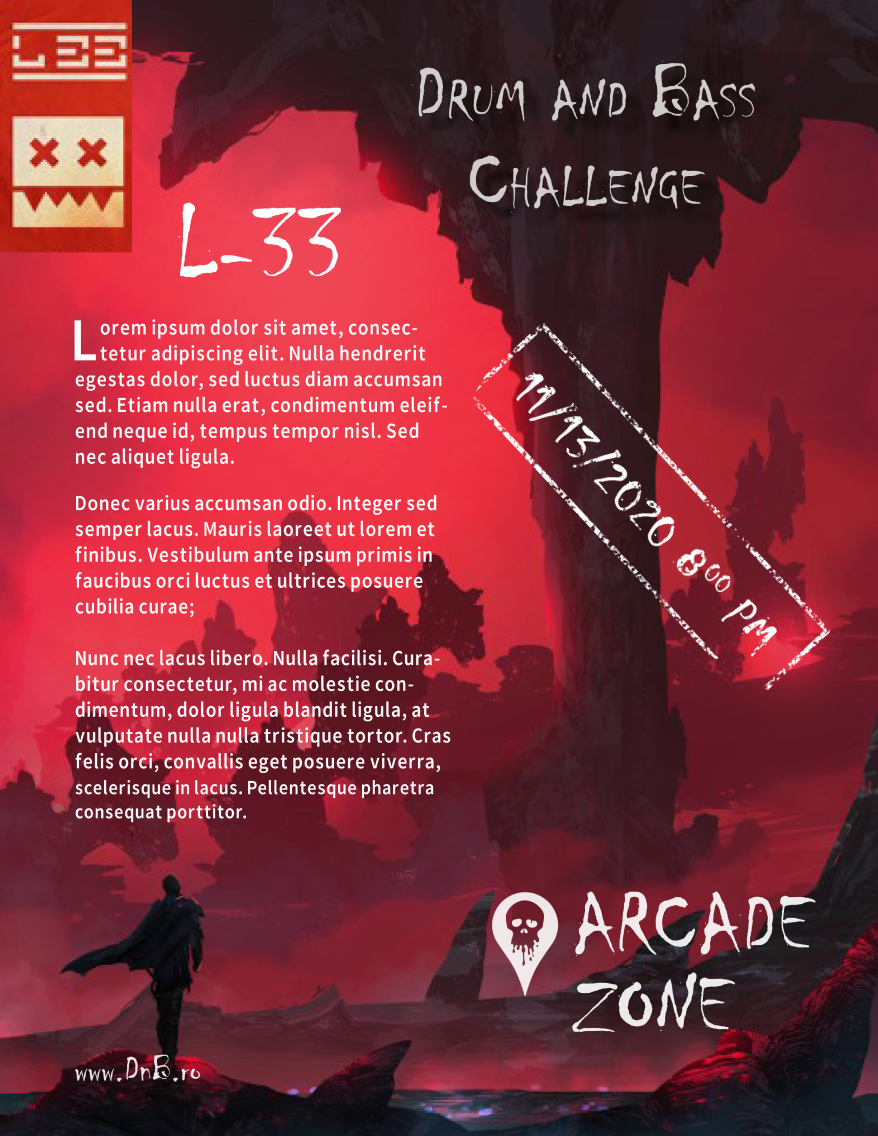 L33
Drum and Bass
Challenge
L-33
Lorem ipsum dolor sit amet, consec-
tetur adipiscing elit. Nulla hendrerit
egestas dolor, sed luctus diam accumsan
sed. Etiam nulla erat, condimentum eleif-
end neque id, tempus tempor nisl. Sed
nec aliquet ligula.
Donec varius accumsan odio. Integer sed
semper lacus. Mauris laoreet ut lorem et
finibus. Vestibulum ante ipsum primis in
faucibus orci luctus et ultrices posuere
cubilia curae;
Nunc nec lacus libero. Nulla facilisi. Cura-
bitur consectetur, mi ac molestie con-
dimentum, dolor ligula blandit ligula, at
vulputate nulla nulla tristique tortor. Cras
felis orci, convallis eget posuere viverra,
scelerisque in lacus. Pellentesque pharetra
consequat porttitor.
11/13/2020 800 PM
ARCADE
ZONE
www.DnB.ro